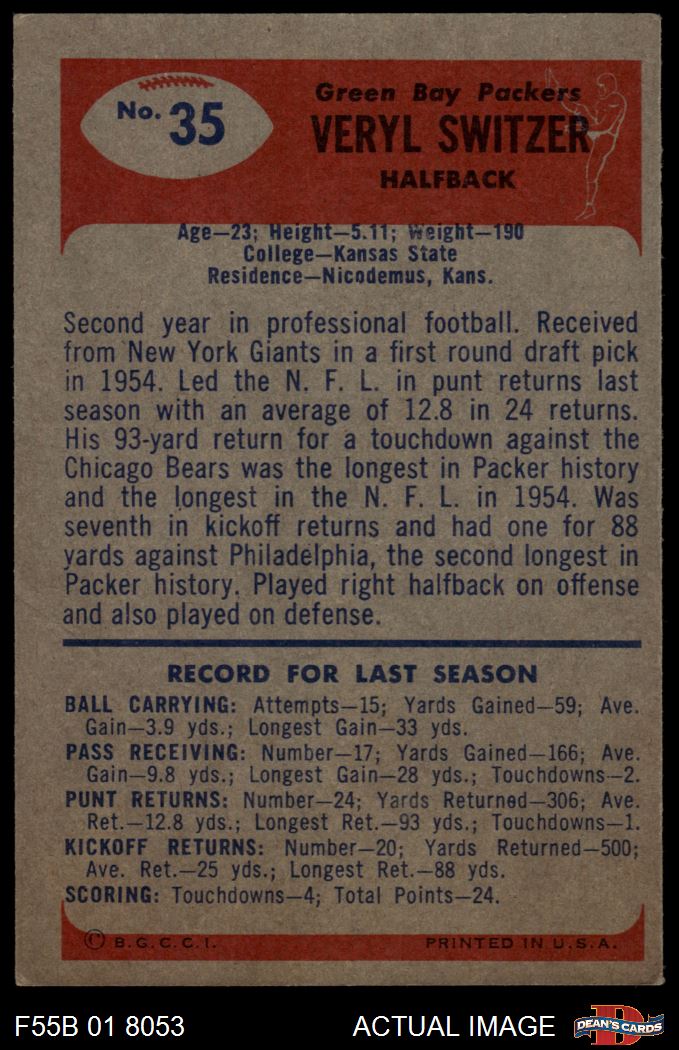 No. 35
Green Bay Packers
VERYL SWITZER
HALFBACK
Age—23; Height—5.11; Weight—190
College—Kansas State
Residence—Nicodemus, Kans.
Second year in professional football. Received
from New York Giants in a first round draft pick
in 1954. Led the N. F. L. in punt returns last
season with an average of 12.8 in 24 returns.
His 93-yard return for a touchdown against the
Chicago Bears was the longest in Packer history
and the longest in the N. F. L. in 1954. Was
seventh in kickoff returns and had one for 88
yards against Philadelphia, the second longest in
Packer history. Played right halfback on offense
and also played on defense.
RECORD FOR LAST SEASON
BALL CARRYING: Attempts—15; Yards Gained—59; Ave.
Gain—3.9 yds.; Longest Gain—33 yds.
PASS RECEIVING: Number—17; Yards Gained—166; Ave.
Gain—9.8 yds.; Longest Gain—28 yds.; Touchdowns—2.
PUNT RETURNS: Number—24; Yards Returned—306; Ave.
Ret.—12.8 yds.; Longest Ret.—93 yds.; Touchdowns—1.
KICKOFF RETURNS: Number—20; Yards Returned—500;
Ave. Ret.—25 yds.; Longest Ret.—88 yds.
SCORING: Touchdowns—4; Total Points—24.
© B.G.C.C.I. PRINTED IN U.S.A.
F55B 01 8053 ACTUAL IMAGE D DEAN'S CARDS